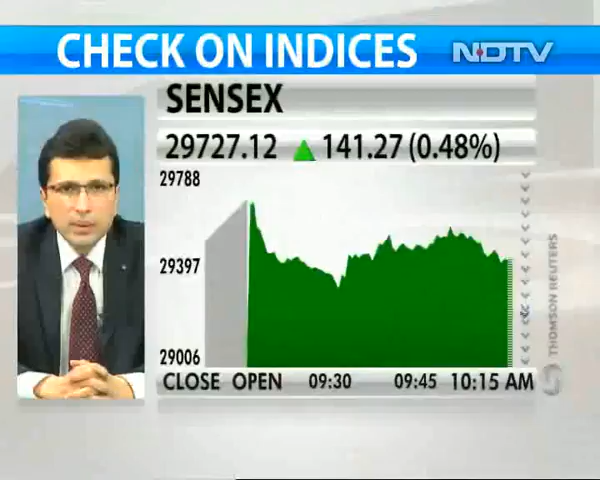 CHECK ON INDICES NDTV
SENSEX
29727.12 ▲ 141.27 (0.48%)
29788
29397
29006
CLOSE OPEN 09:30 09:45 10:15 AM
THOMSON REUTERS